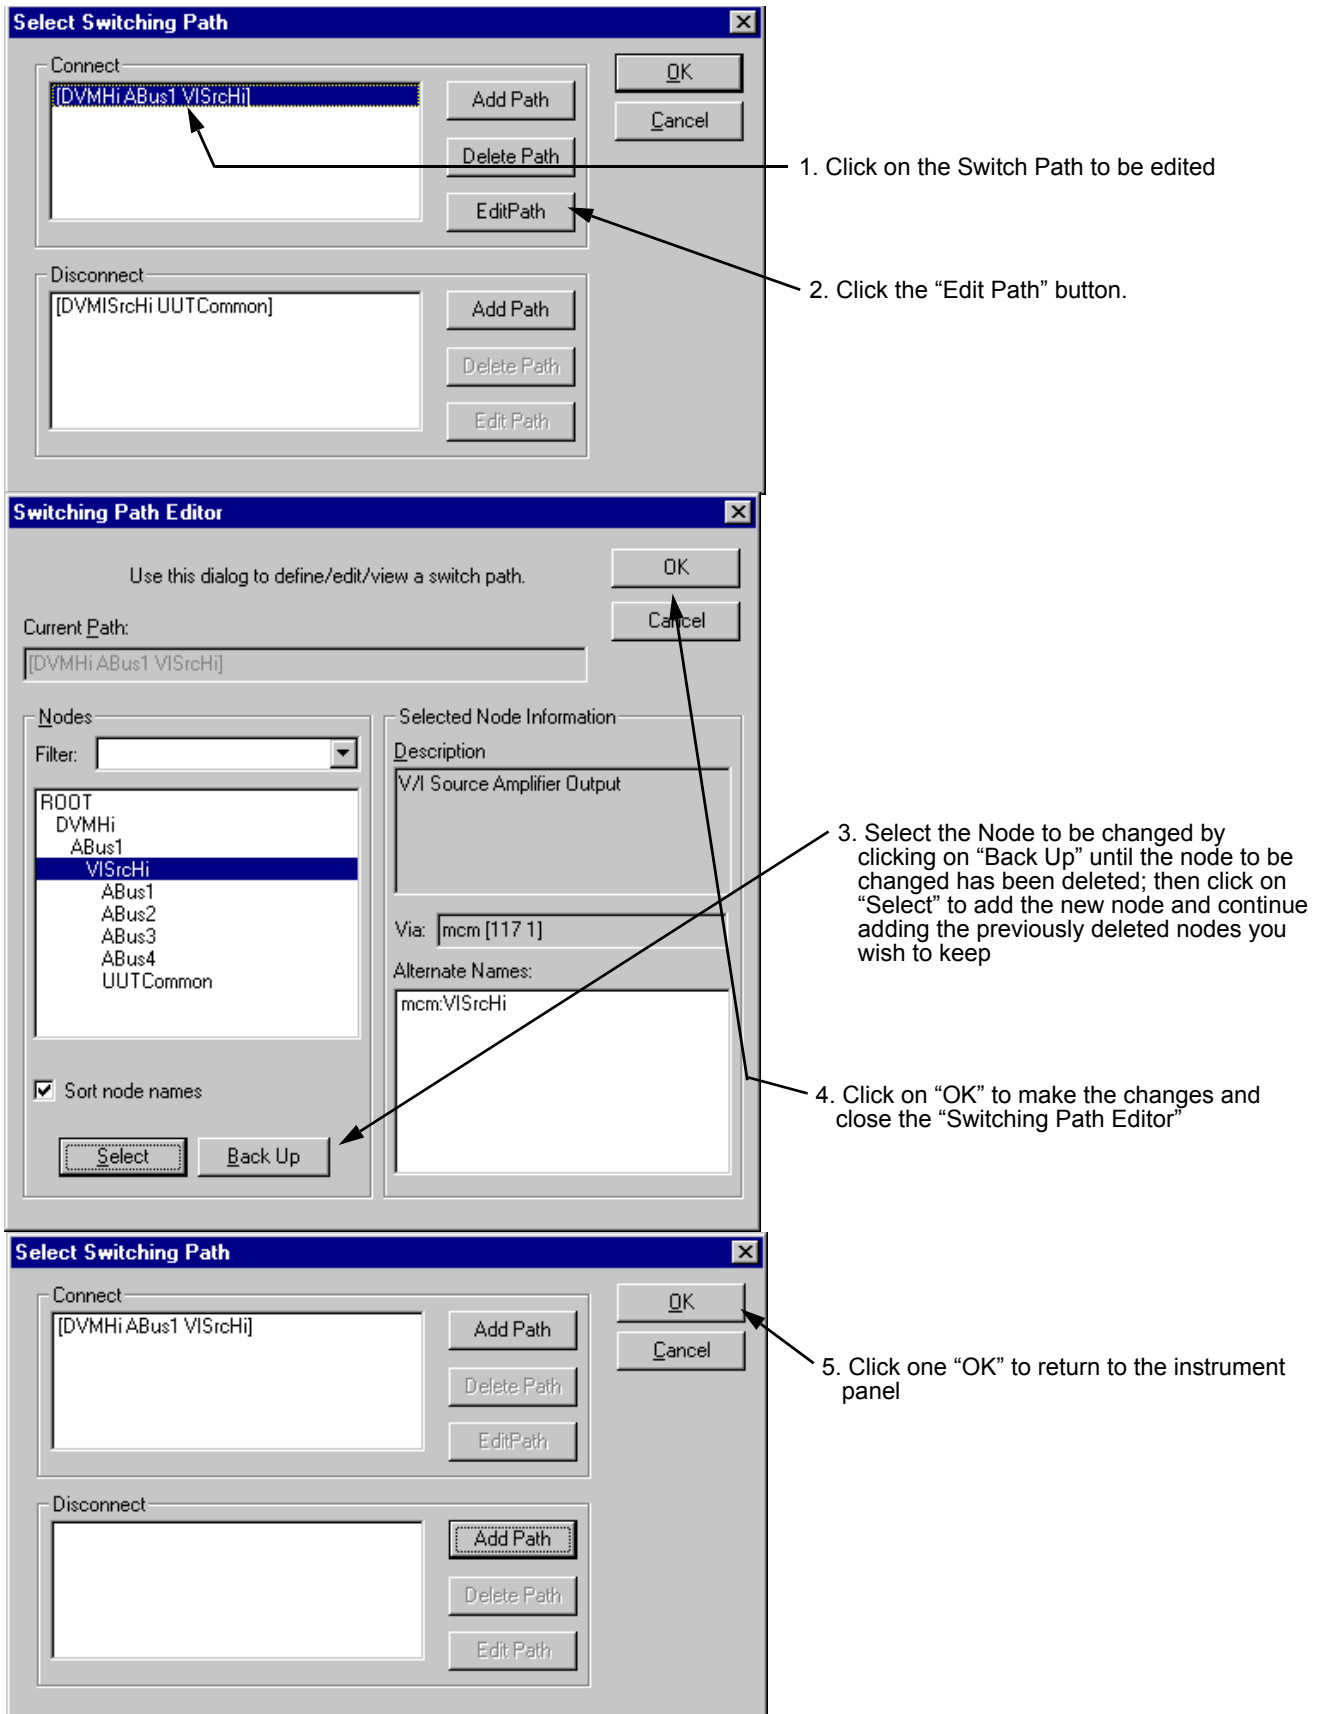 Select Switching Path
Connect
[DVMHi ABus1 VISrcHi]
Add Path
Delete Path
EditPath
OK
Cancel
1. Click on the Switch Path to be edited
2. Click the “Edit Path” button.
Disconnect
[DVMISrcHi UUTCommon]
Add Path
Delete Path
Edit Path
Switching Path Editor
Use this dialog to define/edit/view a switch path.
OK
Cancel
Current Path:
[DVMHi ABus1 VISrcHi]
Nodes
Filter:
ROOT
DVMHi
ABus1
VISrcHi
ABus1
ABus2
ABus3
ABus4
UUTCommon
Sort node names
Select
Back Up
Selected Node Information
Description
V/I Source Amplifier Output
Via:
mcm [117 1]
Alternate Names:
mcm:VISrcHi
3. Select the Node to be changed by
clicking on “Back Up” until the node to be
changed has been deleted; then click on
“Select” to add the new node and continue
adding the previously deleted nodes you
wish to keep
4. Click on “OK” to make the changes and
close the “Switching Path Editor”
Select Switching Path
Connect
[DVMHi ABus1 VISrcHi]
Add Path
Delete Path
EditPath
OK
Cancel
5. Click one “OK” to return to the instrument
panel
Disconnect
Add Path
Delete Path
Edit Path